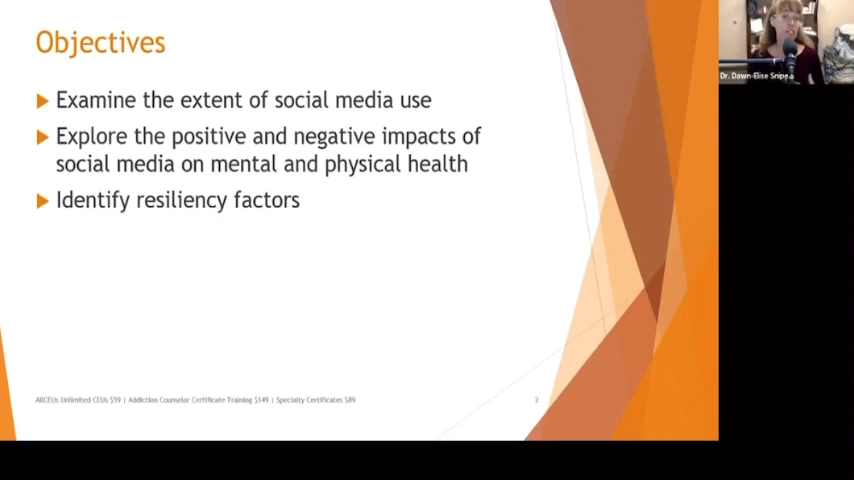 Objectives
Examine the extent of social media use
Explore the positive and negative impacts of
social media on mental and physical health
Identify resiliency factors
AllCEUs Unlimited CEUs $59 | Addiction Counselor Certificate Training $149 | Specialty Certificates $89
2
Dr. Dawn-Elise Snipes